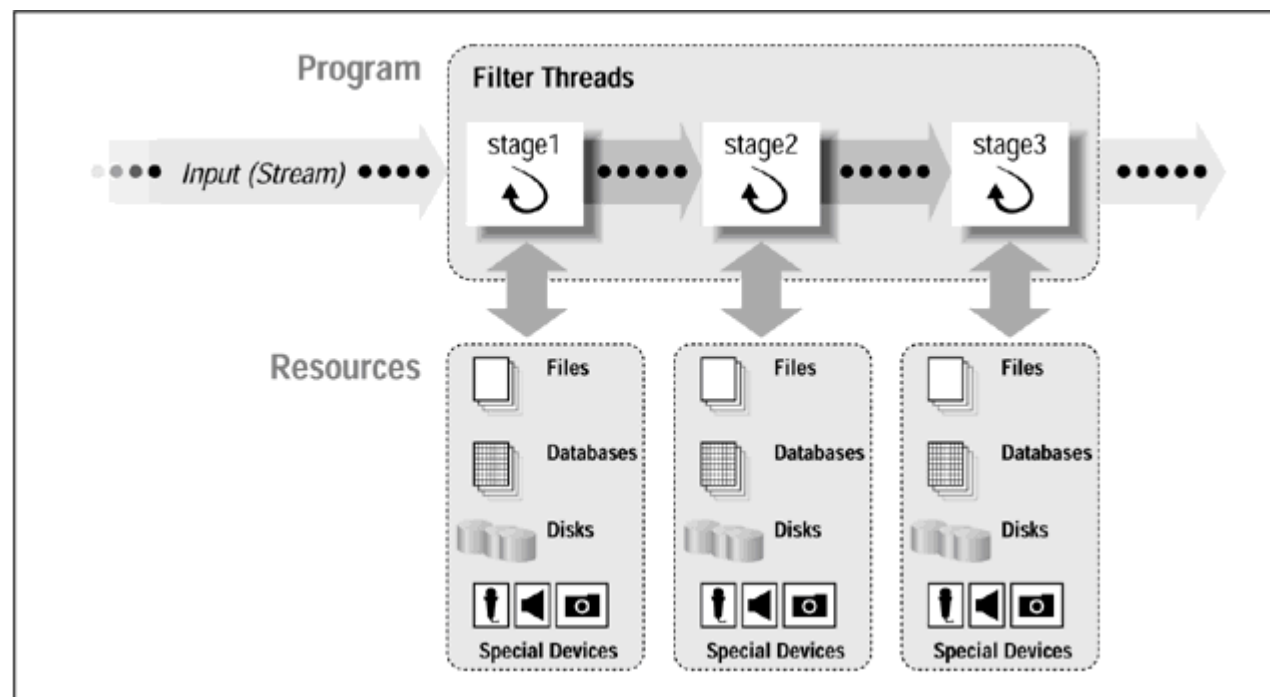 Program
Filter Threads
Input (Stream)
stage1
stage2
stage3
Resources
Files
Databases
Disks
Special Devices
Files
Databases
Disks
Special Devices
Files
Databases
Disks
Special Devices